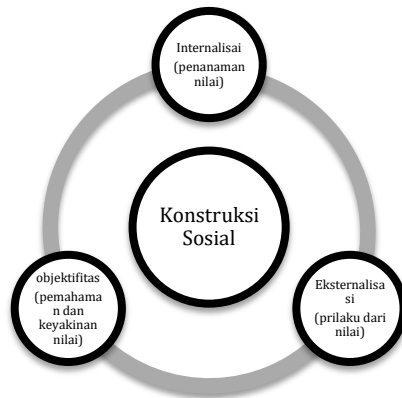 Internalisai
(penanaman
nilai)
Konstruksi
Sosial
objektifitas
(pemahama
n dan
keyakinan
nilai)
Eksternalisa
si
(prilaku dari
nilai)